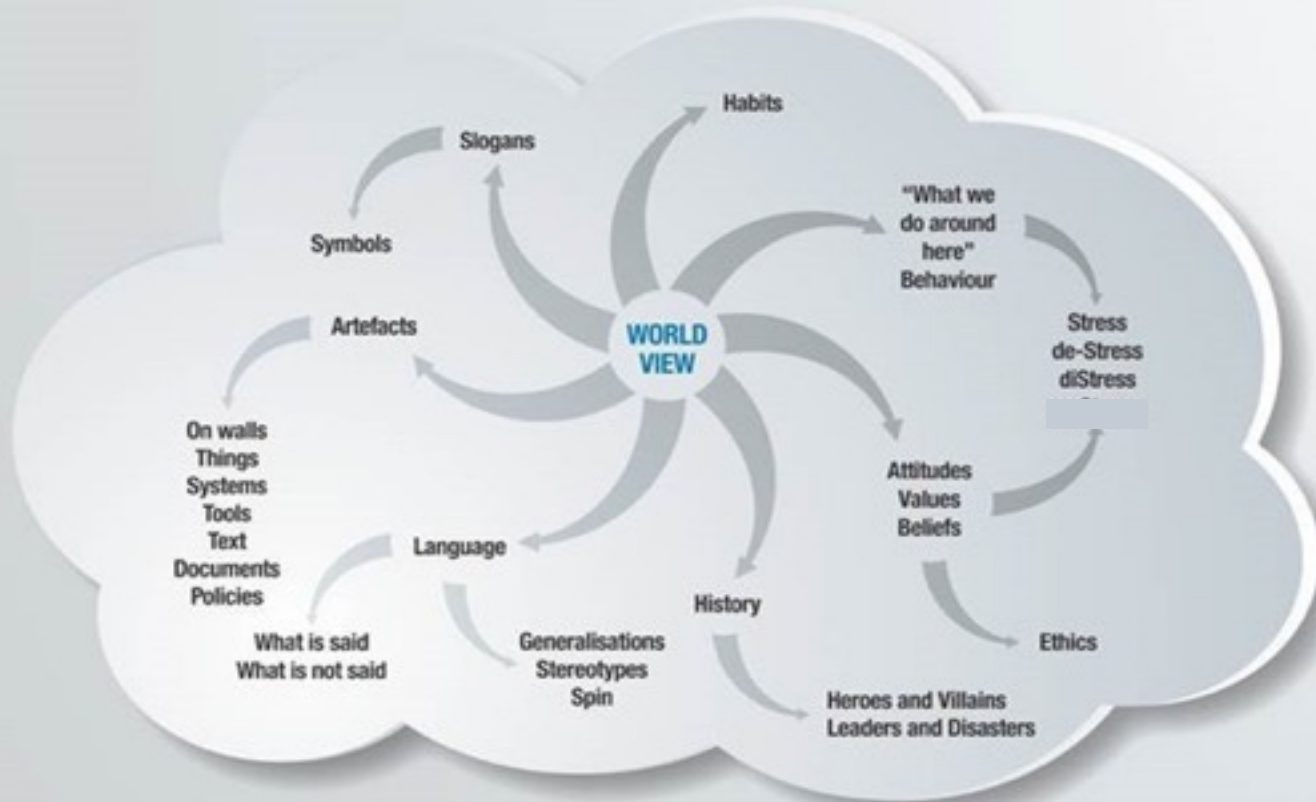 Habits
Slogans
Symbols
"What we
do around
here"
Behaviour
Stress
de-Stress
diStress
Artefacts
WORLD
VIEW
On walls
Things
Systems
Tools
Text
Documents
Policies
Attitudes
Values
Beliefs
Language
History
What is said
What is not said
Generalisations
Stereotypes
Spin
Ethics
Heroes and Villains
Leaders and Disasters